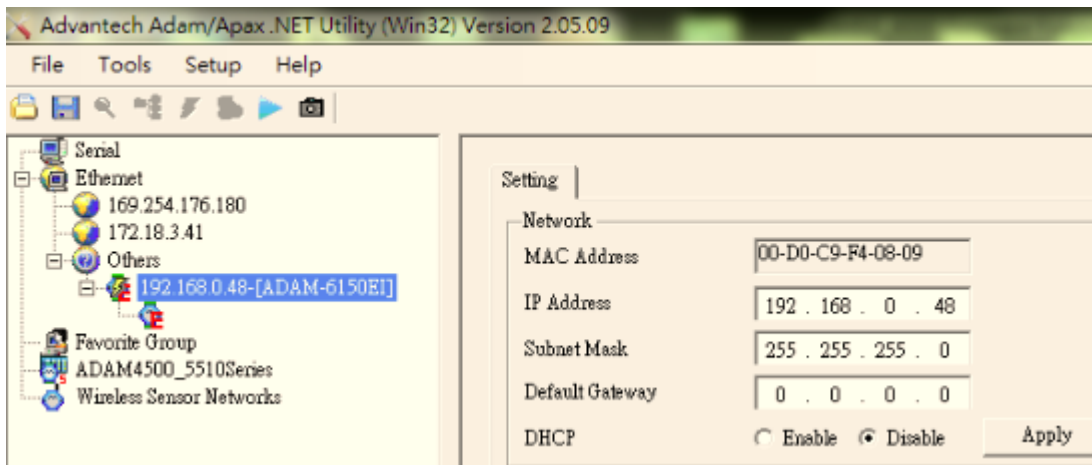 Advantech Adam/Apax .NET Utility (Win32) Version 2.05.09
File Tools Setup Help
Serial
Ethernet
169.254.176.180
172.18.3.41
Others
192.168.0.48-[ADAM-6150EI]
Favorite Group
ADAM4500_5510Series
Wireless Sensor Networks
Setting
Network
MAC Address 00-D0-C9-F4-08-09
IP Address 192 . 168 . 0 . 48
Subnet Mask 255 . 255 . 255 . 0
Default Gateway 0 . 0 . 0 . 0
DHCP Enable Disable Apply